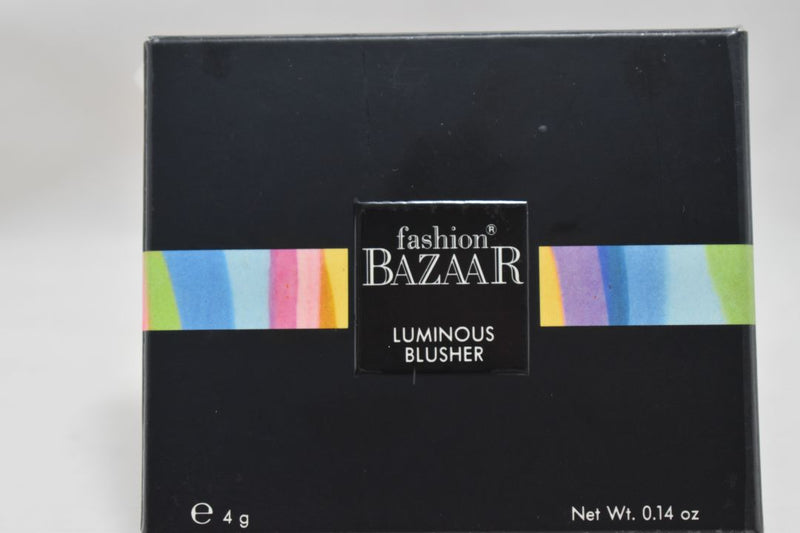 fashion®
BAZAAR
LUMINOUS
BLUSHER
℮ 4 g
Net Wt. 0.14 oz